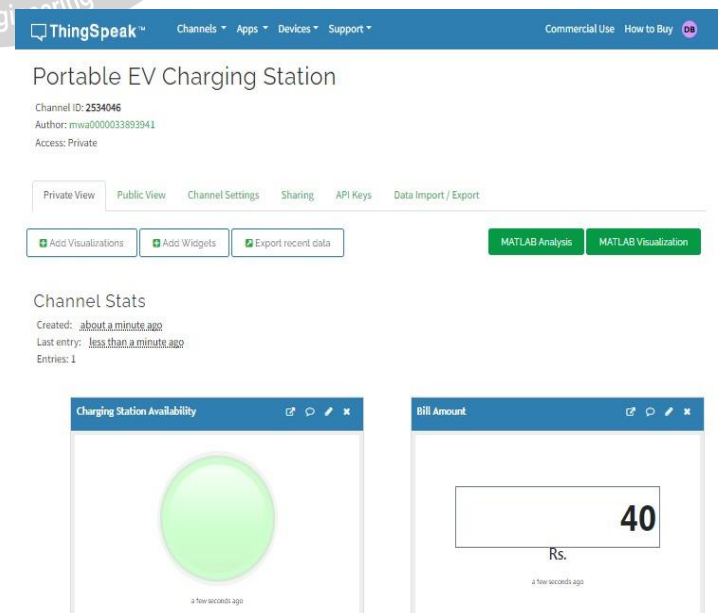 ThingSpeak™ Channels Apps Devices Support Commercial Use How to Buy DB
Portable EV Charging Station
Channel ID: 2534046
Author: mwa0000033893941
Access: Private
Private View Public View Channel Settings Sharing API Keys Data Import / Export
Add Visualizations Add Widgets Export recent data MATLAB Analysis MATLAB Visualization
Channel Stats
Created: about a minute ago
Last entry: less than a minute ago
Entries: 1
Charging Station Availability
a few seconds ago
Bill Amount
40
Rs.
a few seconds ago